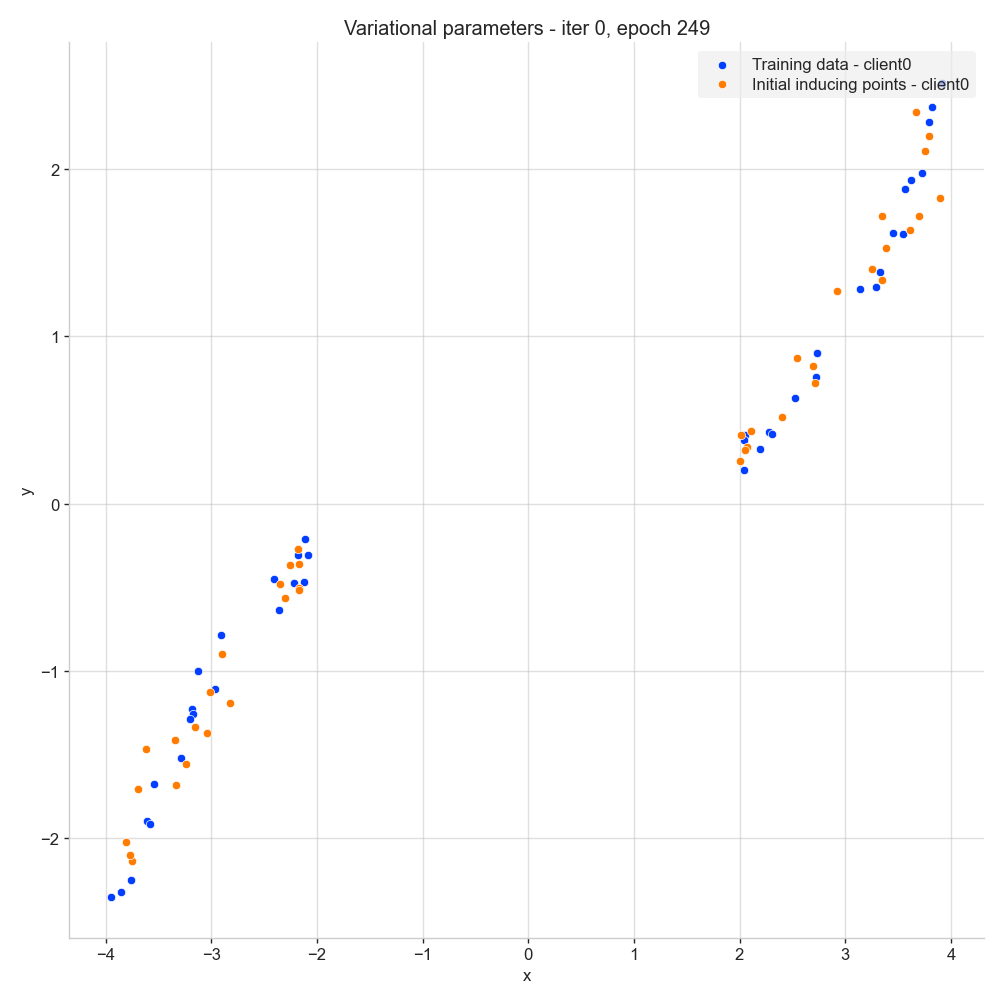 Variational parameters - iter 0, epoch 249
Training data - client0
Initial inducing points - client0
2
1
0
−1
−2
y
−4 −3 −2 −1 0 1 2 3 4
x